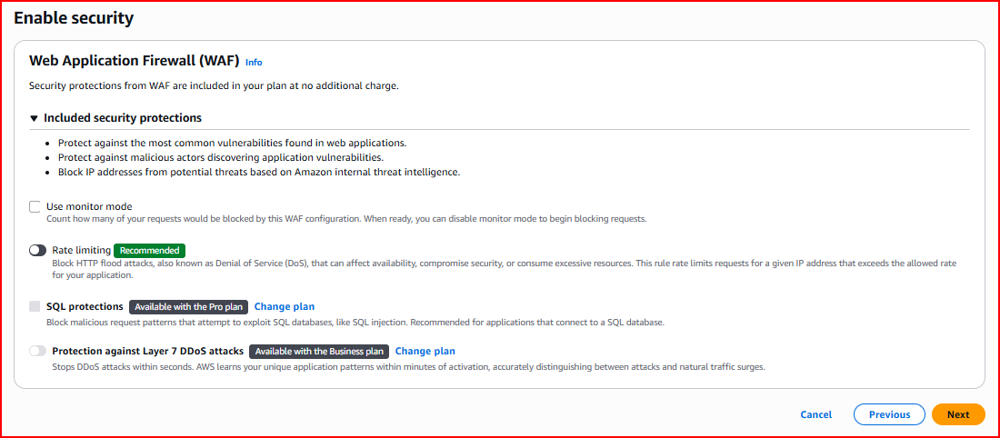 Enable security
Web Application Firewall (WAF) Info
Security protections from WAF are included in your plan at no additional charge.
Included security protections
Protect against the most common vulnerabilities found in web applications.
Protect against malicious actors discovering application vulnerabilities.
Block IP addresses from potential threats based on Amazon internal threat intelligence.
Use monitor mode
Count how many of your requests would be blocked by this WAF configuration. When ready, you can disable monitor mode to begin blocking requests.
Rate limiting Recommended
Block HTTP flood attacks, also known as Denial of Service (DoS), that can affect availability, compromise security, or consume excessive resources. This rule rate limits requests for a given IP address that exceeds the allowed rate
for your application.
SQL protections Available with the Pro plan Change plan
Block malicious request patterns that attempt to exploit SQL databases, like SQL injection. Recommended for applications that connect to a SQL database.
Protection against Layer 7 DDoS attacks Available with the Business plan Change plan
Stops DDoS attacks within seconds. AWS learns your unique application patterns within minutes of activation, accurately distinguishing between attacks and natural traffic surges.
Cancel Previous Next